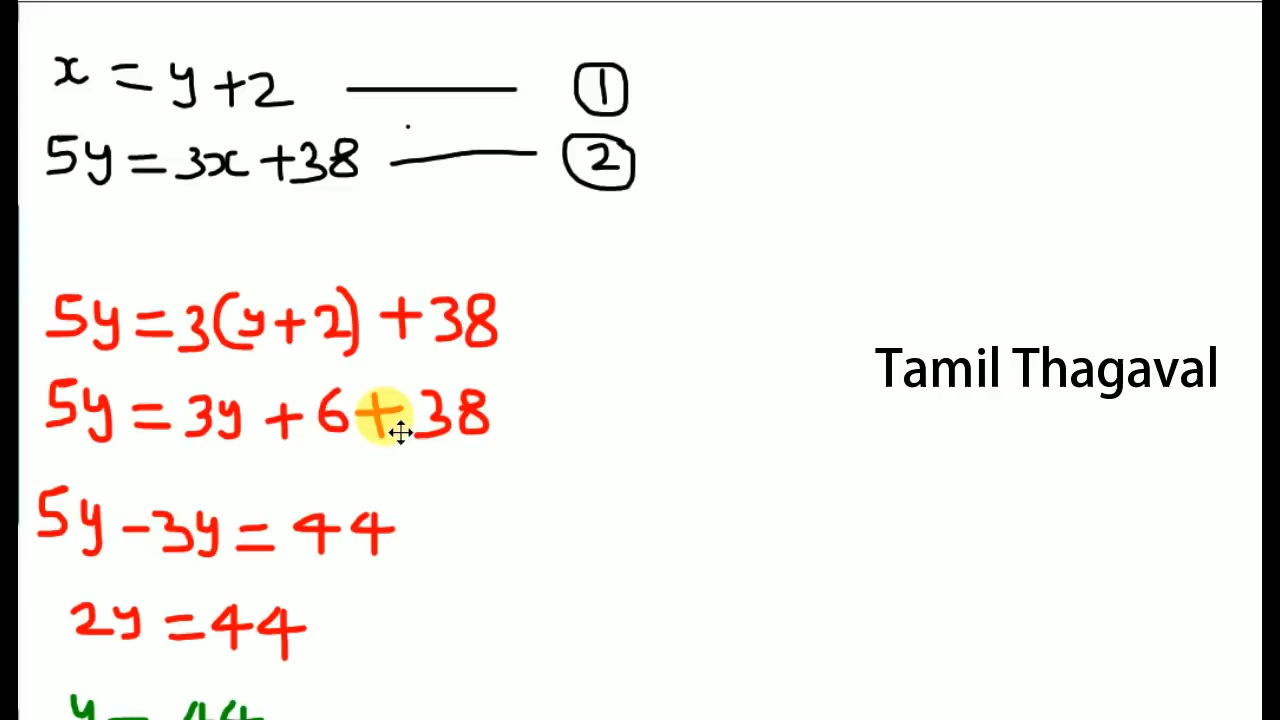 x = y+2 ——— ①
5y = 3x +38 ——— ②
5y = 3(y+2) +38
Tamil Thagaval
5y = 3y + 6+38
5y -3y = 44
2y = 44
y = 44